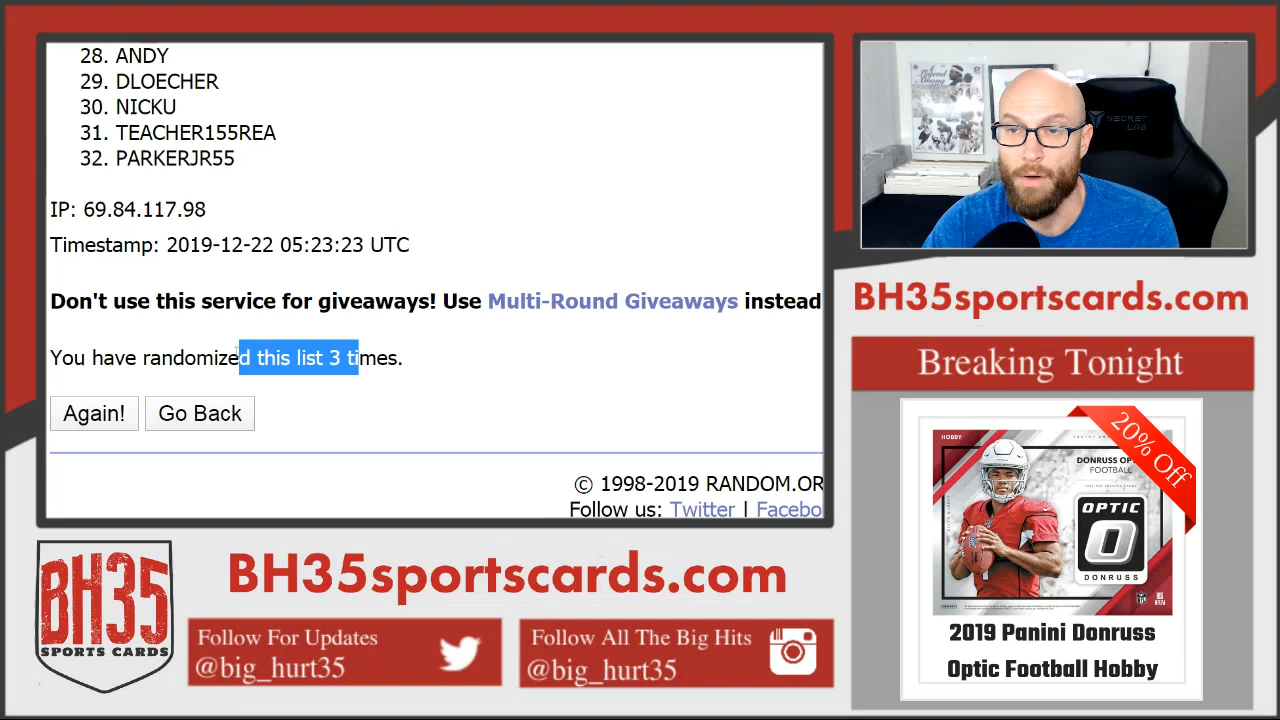 28. ANDY
29. DLOECHER
30. NICKU
31. TEACHER155REA
32. PARKERJR55
IP: 69.84.117.98
Timestamp: 2019-12-22 05:23:23 UTC
Don't use this service for giveaways! Use Multi-Round Giveaways instead
You have randomized this list 3 times.
Again! Go Back
© 1998-2019 RANDOM.OR
Follow us: Twitter | Facebo
SECRET
LAB
BH35sportscards.com
Breaking Tonight
20% Off
HOBBY
DONRUSS OP
FOOTBALL
OPTIC
DONRUSS
2019 Panini Donruss
Optic Football Hobby
BH35
SPORTS CARDS
BH35sportscards.com
Follow For Updates
@big_hurt35
Follow All The Big Hits
@big_hurt35